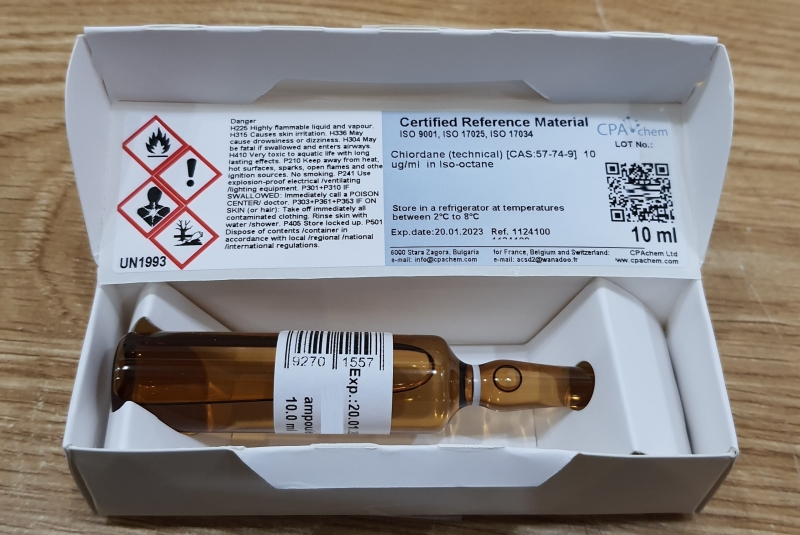 Danger
H225 Highly flammable liquid and vapour.
H315 Causes skin irritation. H336 May
cause drowsiness or dizziness. H304 May
be fatal if swallowed and enters airways.
H410 Very toxic to aquatic life with long
lasting effects. P210 Keep away from heat,
hot surfaces, sparks, open flames and other
ignition sources. No smoking. P241 Use
explosion-proof electrical /ventilating
/lighting equipment. P301+P310 IF
SWALLOWED: Immediately call a POISON
CENTER/ doctor. P303+P361+P353 IF ON
SKIN (or hair): Take off immediately all
contaminated clothing. Rinse skin with
water /shower. P405 Store locked up. P501
Dispose of contents /container in
accordance with local /regional /national
/international regulations.
UN1993
Certified Reference Material
ISO 9001, ISO 17025, ISO 17034
CPAchem
LOT No.:
Chlordane (technical) [CAS:57-74-9] 10
ug/ml in Iso-octane
Store in a refrigerator at temperatures
between 2ºC to 8ºC
Exp.date:20.01.2023 Ref. 1124100
10 ml
6000 Stara Zagora, Bulgaria
e-mail: info@cpachem.com
for France, Belgium and Switzerland:
e-mail: acsd2@wanadoo.fr
CPAchem Ltd
www.cpachem.com
9270 1557
Exp.:20.01
ampou
10.0 ml